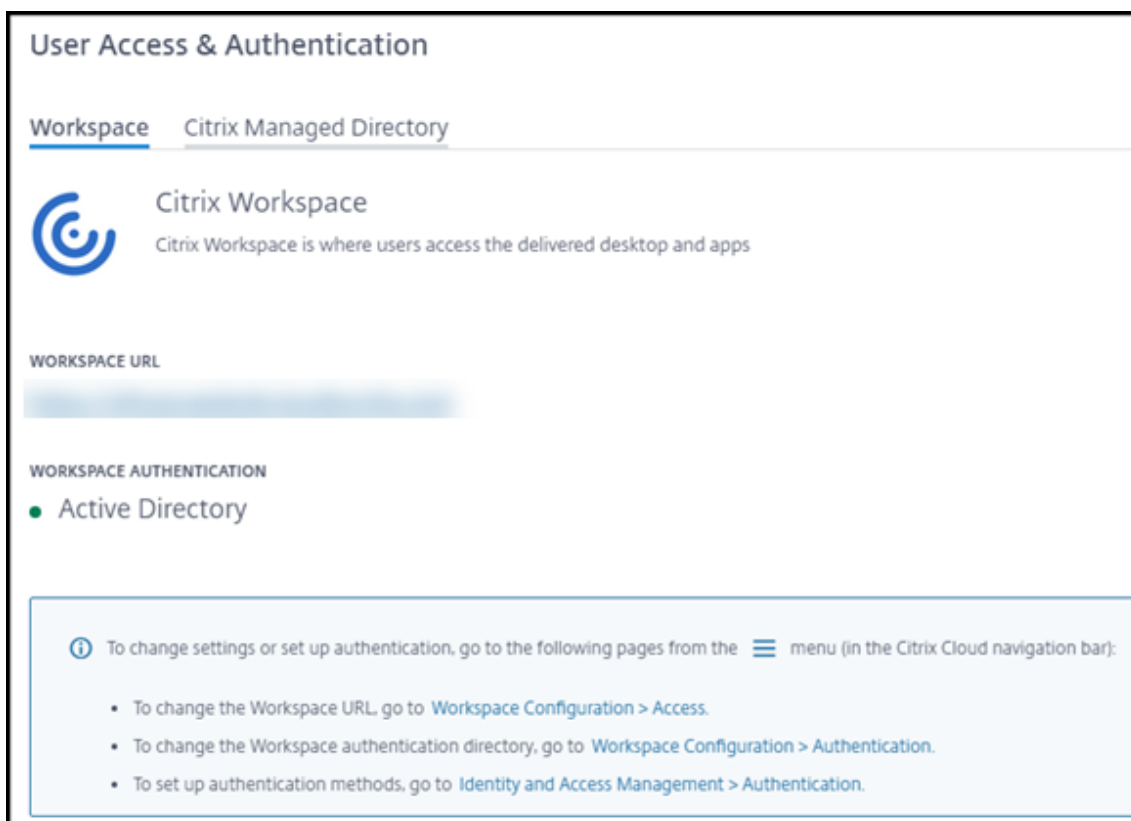 User Access & Authentication
Workspace Citrix Managed Directory
Citrix Workspace
Citrix Workspace is where users access the delivered desktop and apps
WORKSPACE URL
WORKSPACE AUTHENTICATION
Active Directory
To change settings or set up authentication, go to the following pages from the menu (in the Citrix Cloud navigation bar):
• To change the Workspace URL, go to Workspace Configuration > Access.
• To change the Workspace authentication directory, go to Workspace Configuration > Authentication.
• To set up authentication methods, go to Identity and Access Management > Authentication.